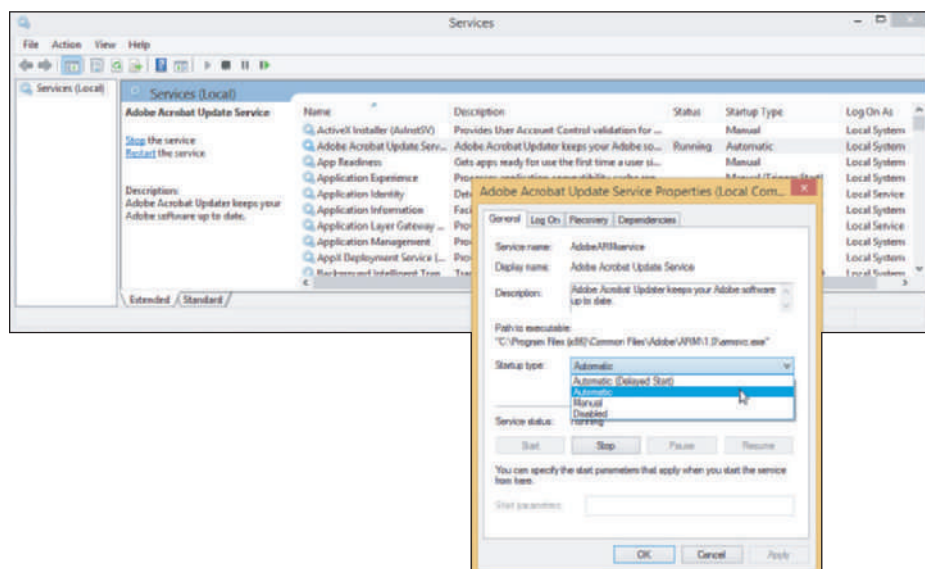 Services
File Action View Help
Services (Local)
Services (Local)
Adobe Acrobat Update Service
Stop the service
Restart the service
Description:
Adobe Acrobat Updater keeps your
Adobe software up to date.
Name Description Status Startup Type Log On As
ActiveX Installer (AxInstSV) Provides User Account Control validation for ... Manual Local System
Adobe Acrobat Update Serv... Adobe Acrobat Updater keeps your Adobe so... Running Automatic Local System
App Readiness Gets apps ready for use the first time a user si... Manual Local System
Application Experience Local System
Application Identity Local Service
Application Information Local System
Application Layer Gateway ... Local Service
Application Management Local System
AppX Deployment Service (... Local System
Background Intelligent Tran Local System
Extended Standard
Adobe Acrobat Update Service Properties (Local Com...
General Log On Recovery Dependencies
Service name: AdobeARMservice
Display name: Adobe Acrobat Update Service
Description: Adobe Acrobat Updater keeps your Adobe software
up to date.
Path to executable:
"C:\Program Files (x86)\Common Files\Adobe\ARM\1.0\armsvc.exe"
Startup type: Automatic
Automatic (Delayed Start)
Automatic
Manual
Disabled
Service status: Running
Start Stop Pause Resume
You can specify the start parameters that apply when you start the service
from here.
Start parameters:
OK Cancel Apply